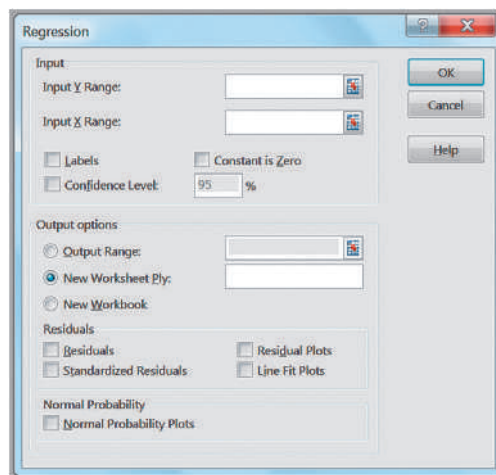 Regression
Input
Input Y Range:
Input X Range:
Labels
Constant is Zero
Confidence Level:
95 %
OK
Cancel
Help
Output options
Output Range:
New Worksheet Ply:
New Workbook
Residuals
Residuals
Residual Plots
Standardized Residuals
Line Fit Plots
Normal Probability
Normal Probability Plots